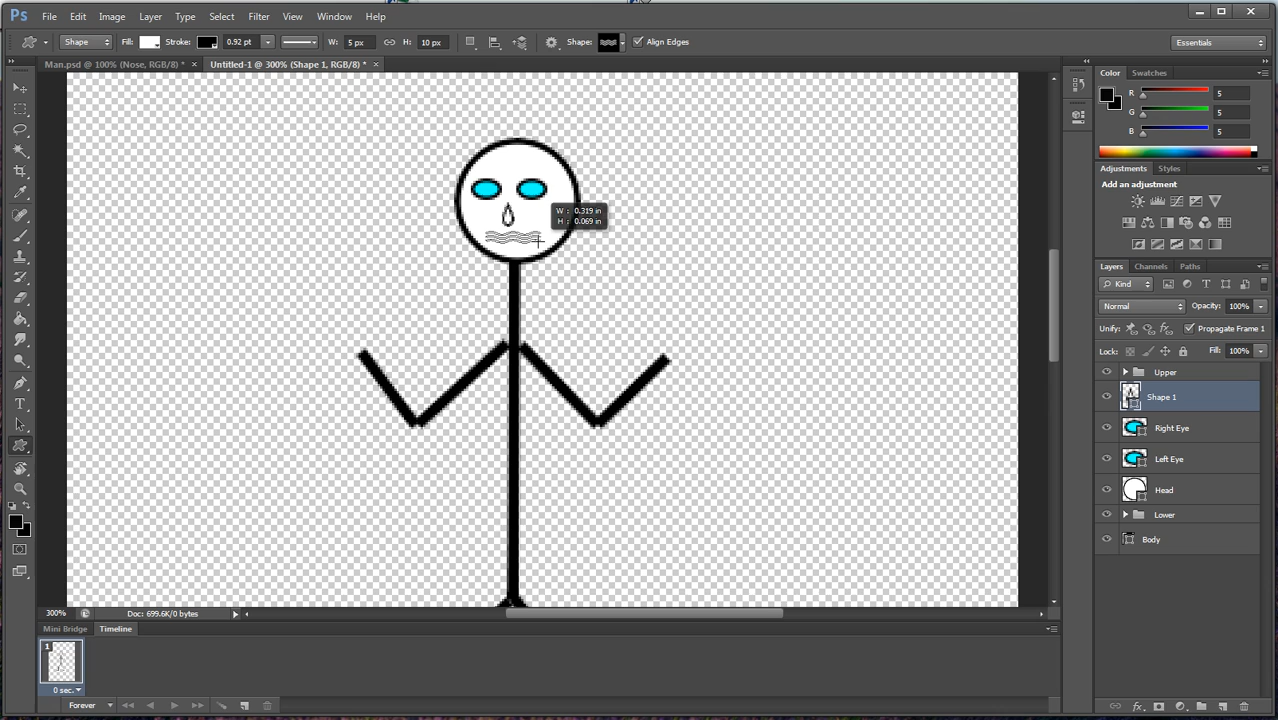 Ps File Edit Image Layer Type Select Filter View Window Help
Shape Fill: Stroke: 0.92 pt W: 5 px H: 10 px Shape: Align Edges Essentials
Man.psd @ 100% (Nose, RGB/8) * × Untitled-1 @ 300% (Shape 1, RGB/8) * ×
Color Swatches
R 5
G 5
B 5
Adjustments Styles
Add an adjustment
W : 0.319 in
H : 0.069 in
Layers Channels Paths
Kind
Normal Opacity: 100%
Unify: Propagate Frame 1
Lock: Fill: 100%
Upper
Shape 1
Right Eye
Left Eye
Head
Lower
Body
300% Doc: 699.6K/0 bytes
Mini Bridge Timeline
1
0 sec.
Forever